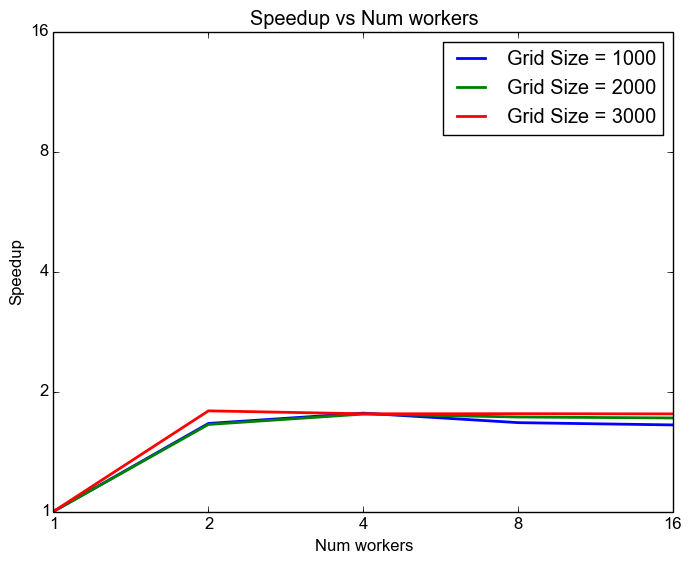 Speedup vs Num workers
Grid Size = 1000
Grid Size = 2000
Grid Size = 3000
16
8
4
2
1
Speedup
1 2 4 8 16
Num workers